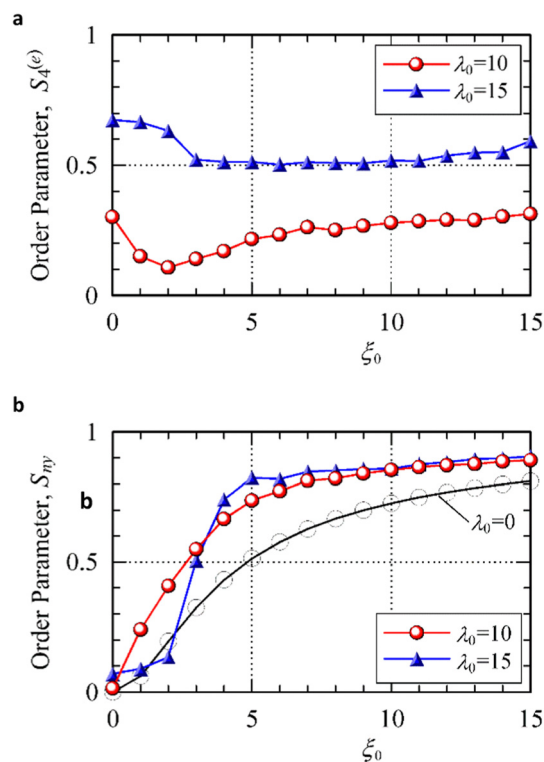 a
1
λ₀=10
λ₀=15
Order Parameter, S₄⁽ᵉ⁾
0.5
0
0 5 10 15
ξ₀
b
1
Order Parameter, Sₙᵧ
b
λ₀=0
0.5
λ₀=10
λ₀=15
0
0 5 10 15
ξ₀